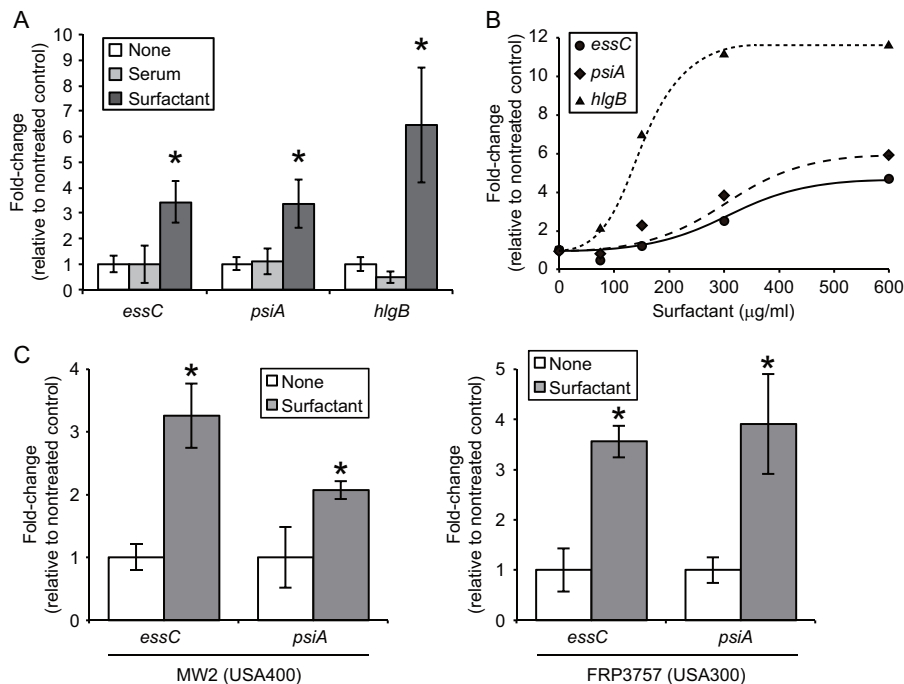 A
Fold-change
(relative to nontreated control)
10
9
8
7
6
5
4
3
2
1
0
None
Serum
Surfactant
*
*
*
essC
psiA
hlgB
B
Fold-change
(relative to nontreated control)
12
10
8
6
4
2
0
essC
psiA
hlgB
0
100
200
300
400
500
600
Surfactant (μg/ml)
C
Fold-change
(relative to nontreated control)
4
3
2
1
0
None
Surfactant
*
*
essC
psiA
MW2 (USA400)
Fold-change
(relative to nontreated control)
5
4
3
2
1
0
None
Surfactant
*
*
essC
psiA
FRP3757 (USA300)